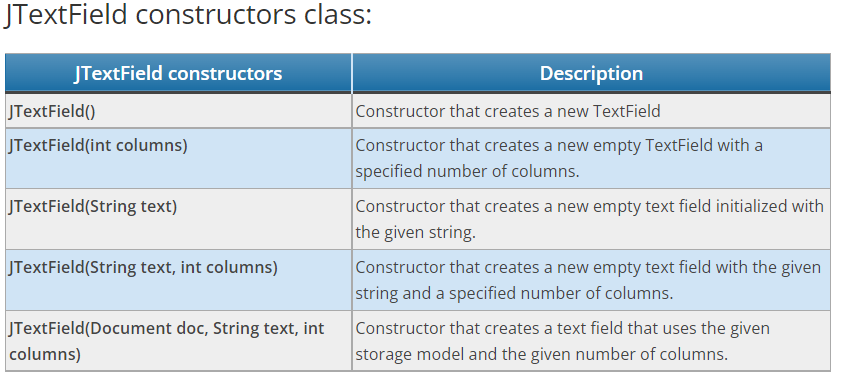 JTextField constructors class:
JTextField constructors Description
JTextField() Constructor that creates a new TextField
JTextField(int columns) Constructor that creates a new empty TextField with a
specified number of columns.
JTextField(String text) Constructor that creates a new empty text field initialized with
the given string.
JTextField(String text, int columns) Constructor that creates a new empty text field with the given
string and a specified number of columns.
JTextField(Document doc, String text, int Constructor that creates a text field that uses the given
columns) storage model and the given number of columns.